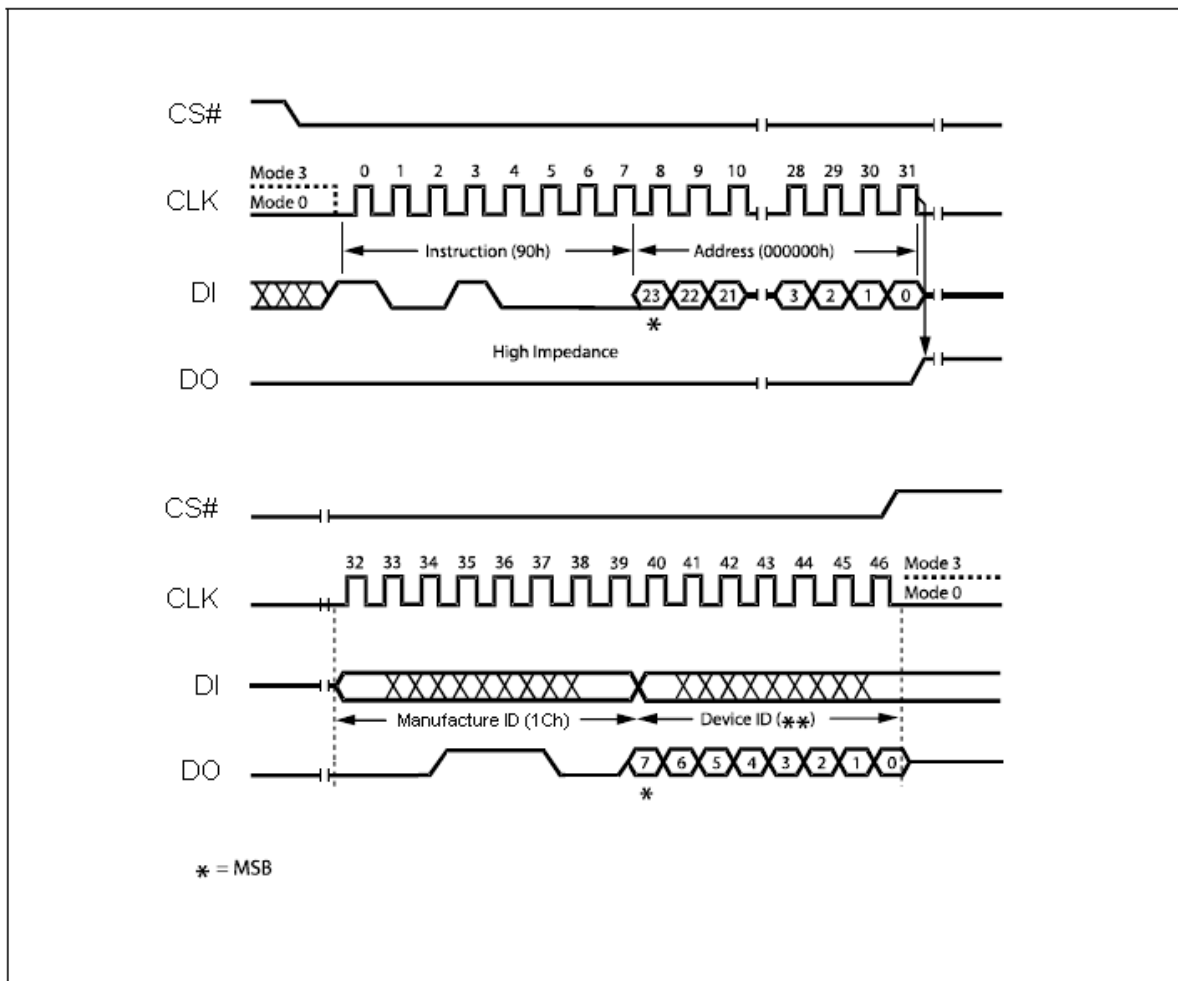 CS#
Mode 3
0 1 2 3 4 5 6 7 8 9 10 28 29 30 31
CLK
Mode 0
Instruction (90h) Address (000000h)
DI
23 22 21 3 2 1 0
*
High Impedance
DO
CS#
32 33 34 35 36 37 38 39 40 41 42 43 44 45 46
Mode 3
CLK
Mode 0
DI
Manufacture ID (1Ch) Device ID (**)
DO
7 6 5 4 3 2 1 0
*
* = MSB